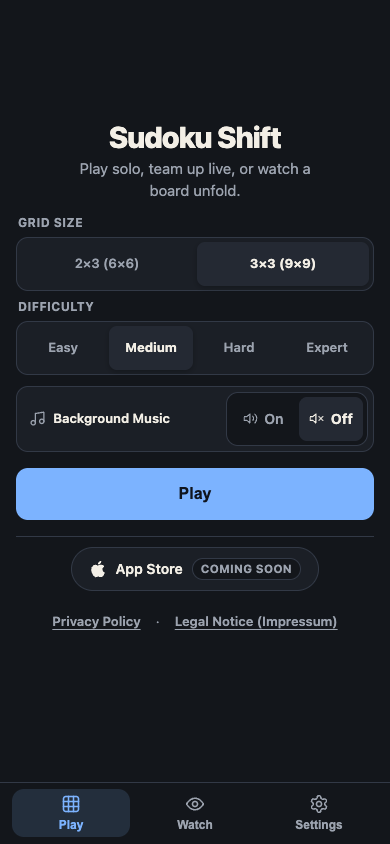 Sudoku Shift
Play solo, team up live, or watch a
board unfold.
GRID SIZE
2×3 (6×6)
3×3 (9×9)
DIFFICULTY
Easy
Medium
Hard
Expert
Background Music
On
Off
Play
App Store
COMING SOON
Privacy Policy · Legal Notice (Impressum)
Play
Watch
Settings